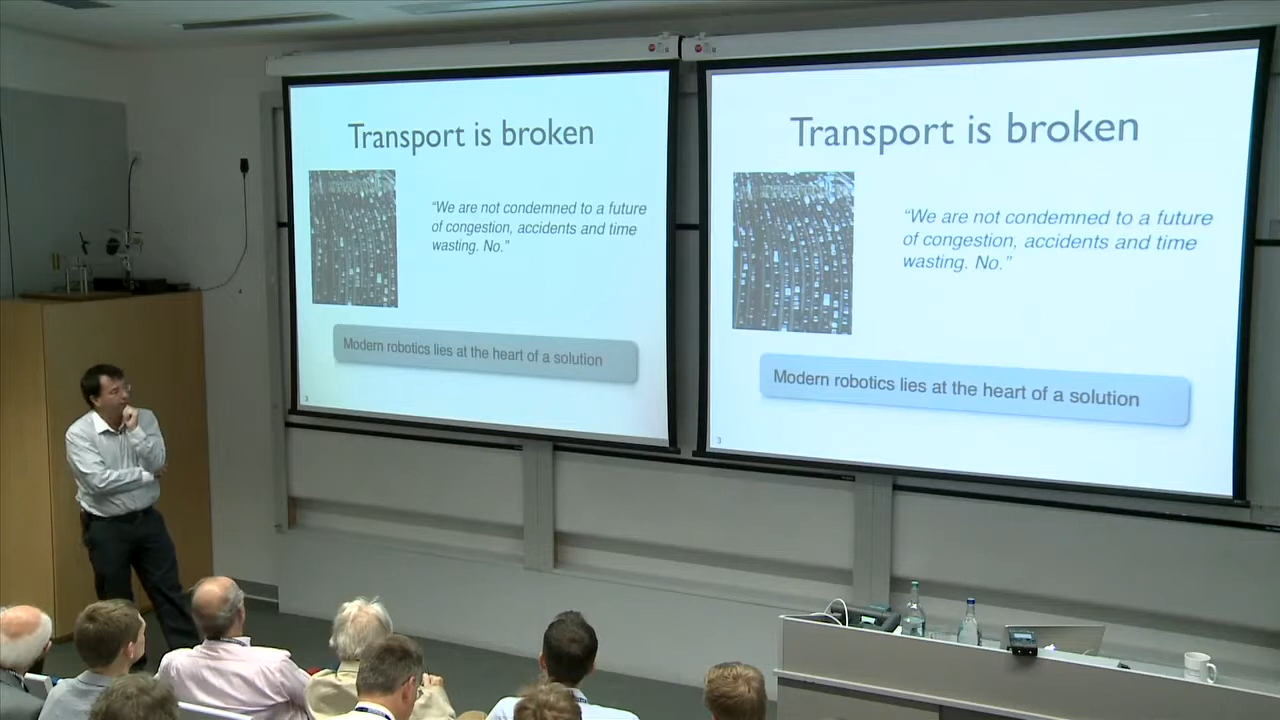 Transport is broken
“We are not condemned to a future
of congestion, accidents and time
wasting. No.”
Modern robotics lies at the heart of a solution
3
Transport is broken
“We are not condemned to a future
of congestion, accidents and time
wasting. No.”
Modern robotics lies at the heart of a solution
3